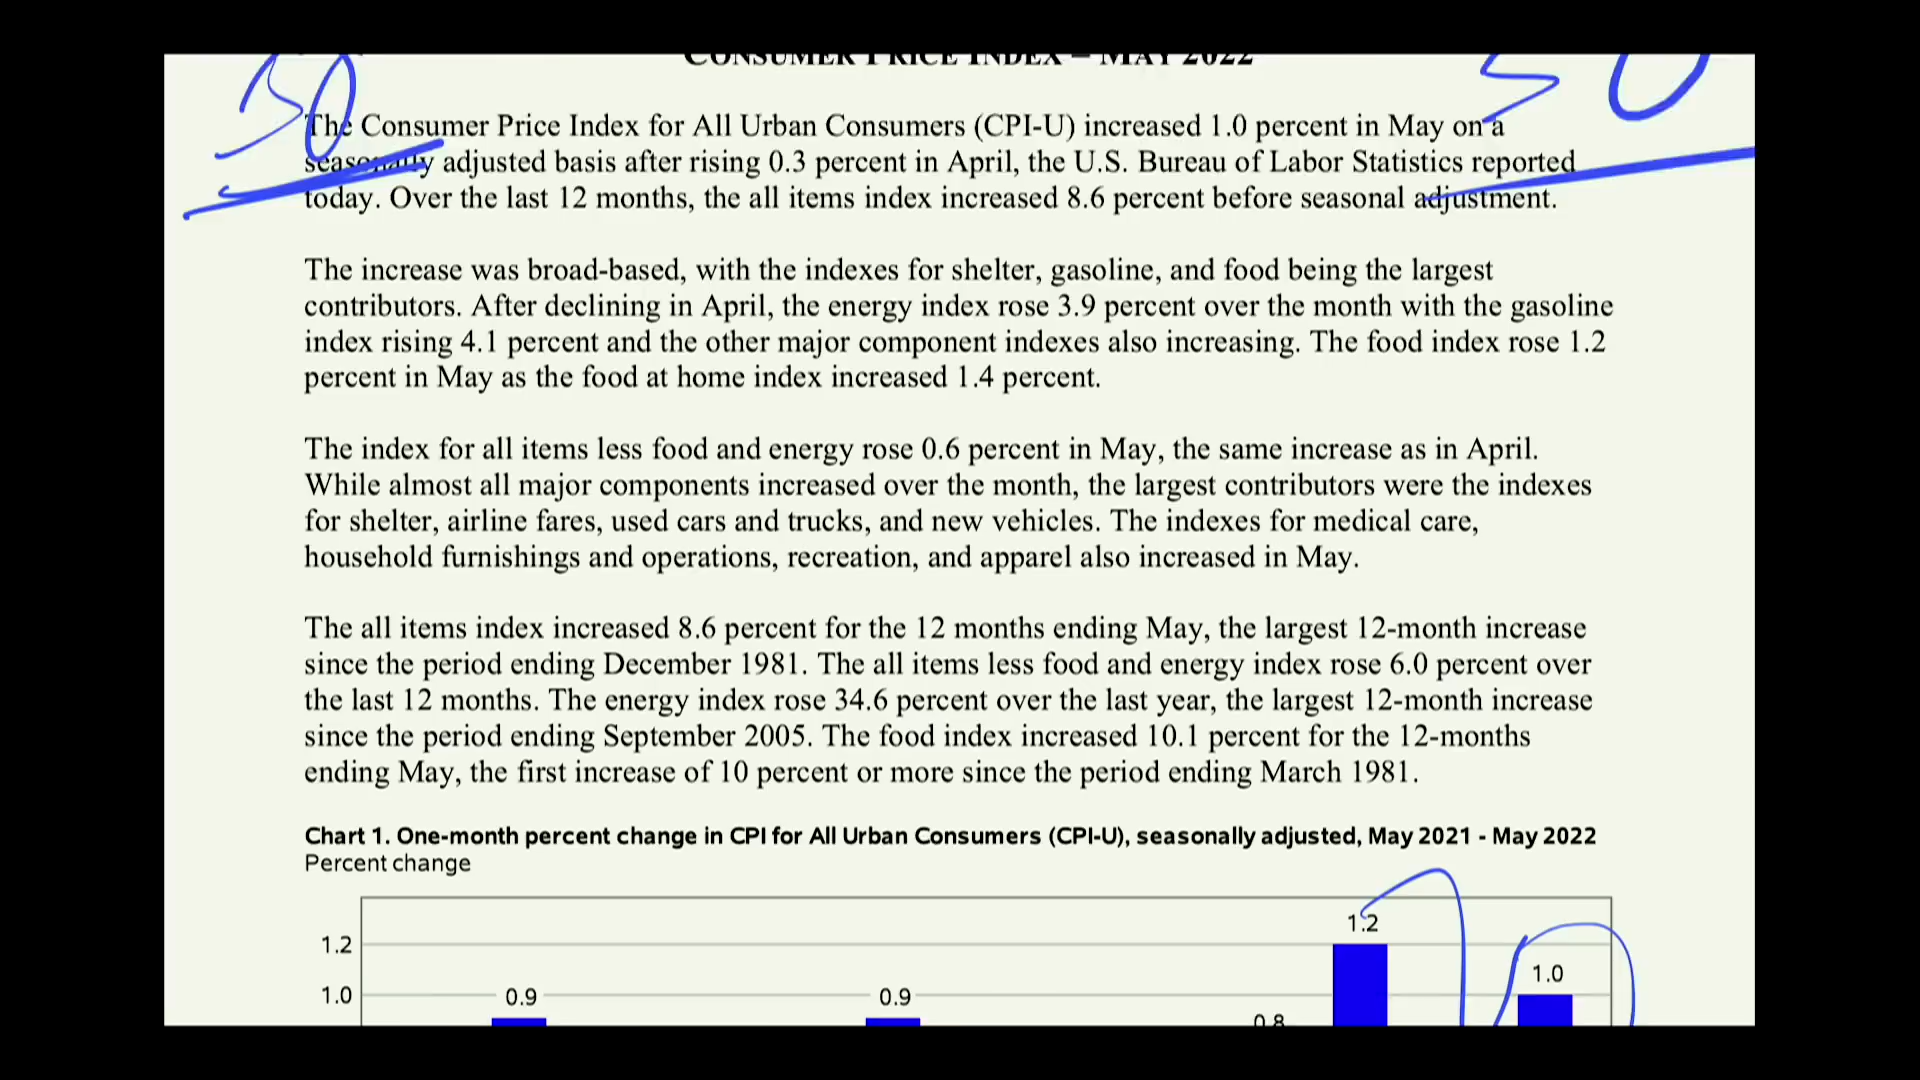 CONSUMER PRICE INDEX – MAY 2022
50
The Consumer Price Index for All Urban Consumers (CPI-U) increased 1.0 percent in May on a
seasonally adjusted basis after rising 0.3 percent in April, the U.S. Bureau of Labor Statistics reported
today. Over the last 12 months, the all items index increased 8.6 percent before seasonal adjustment.
The increase was broad-based, with the indexes for shelter, gasoline, and food being the largest
contributors. After declining in April, the energy index rose 3.9 percent over the month with the gasoline
index rising 4.1 percent and the other major component indexes also increasing. The food index rose 1.2
percent in May as the food at home index increased 1.4 percent.
The index for all items less food and energy rose 0.6 percent in May, the same increase as in April.
While almost all major components increased over the month, the largest contributors were the indexes
for shelter, airline fares, used cars and trucks, and new vehicles. The indexes for medical care,
household furnishings and operations, recreation, and apparel also increased in May.
The all items index increased 8.6 percent for the 12 months ending May, the largest 12-month increase
since the period ending December 1981. The all items less food and energy index rose 6.0 percent over
the last 12 months. The energy index rose 34.6 percent over the last year, the largest 12-month increase
since the period ending September 2005. The food index increased 10.1 percent for the 12-months
ending May, the first increase of 10 percent or more since the period ending March 1981.
Chart 1. One-month percent change in CPI for All Urban Consumers (CPI-U), seasonally adjusted, May 2021 - May 2022
Percent change
1.2
1.2
1.0
1.0
0.9
0.9
0.8